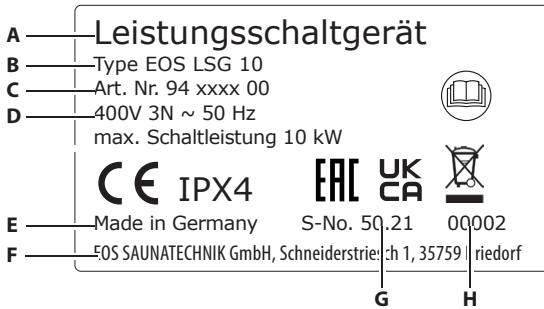 A Leistungsschaltgerät
B Type EOS LSG 10
C Art. Nr. 94 xxxx 00
D 400V 3N ~ 50 Hz
max. Schaltleistung 10 kW
CE IPX4 EAC UK CA
E Made in Germany S-No. 50.21 00002
F EOS SAUNATECHNIK GmbH, Schneiderstriesch 1, 35759 Driedorf
G H